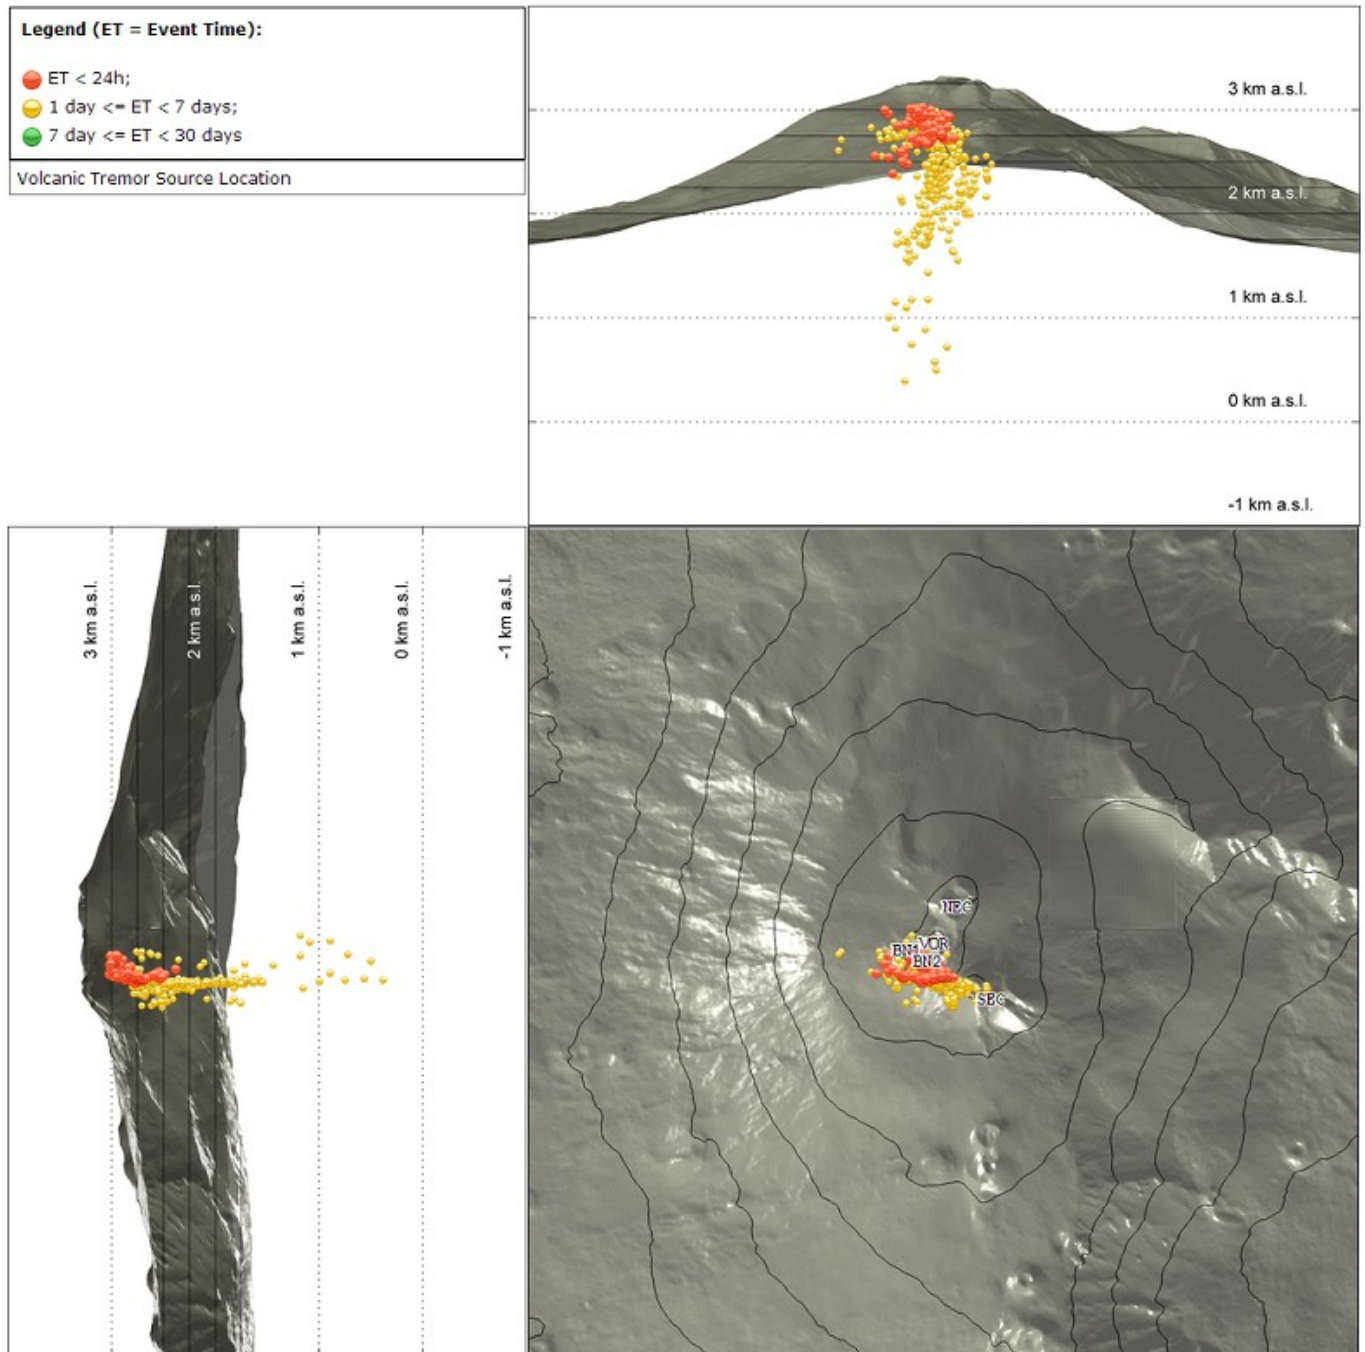 Legend (ET = Event Time):
ET < 24h;
1 day <= ET < 7 days;
7 day <= ET < 30 days
Volcanic Tremor Source Location
3 km a.s.l.
2 km a.s.l.
1 km a.s.l.
0 km a.s.l.
-1 km a.s.l.
3 km a.s.l.
2 km a.s.l.
1 km a.s.l.
0 km a.s.l.
-1 km a.s.l.
NEC
BN1 VOR
BN2
SEC